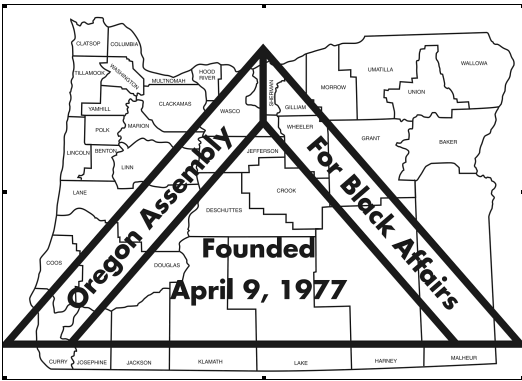 CLATSOP
COLUMBIA
TILLAMOOK
WASHINGTON
MULTNOMAH
HOOD
RIVER
SHERMAN
GILLIAM
MORROW
UMATILLA
UNION
WALLOWA
YAMHILL
CLACKAMAS
WASCO
POLK
MARION
WHEELER
GRANT
BAKER
LINCOLN
BENTON
LINN
JEFFERSON
LANE
CROOK
DESCHUTES
Oregon Assembly
For Black Affairs
Founded
April 9, 1977
COOS
DOUGLAS
CURRY
JOSEPHINE
JACKSON
KLAMATH
LAKE
HARNEY
MALHEUR